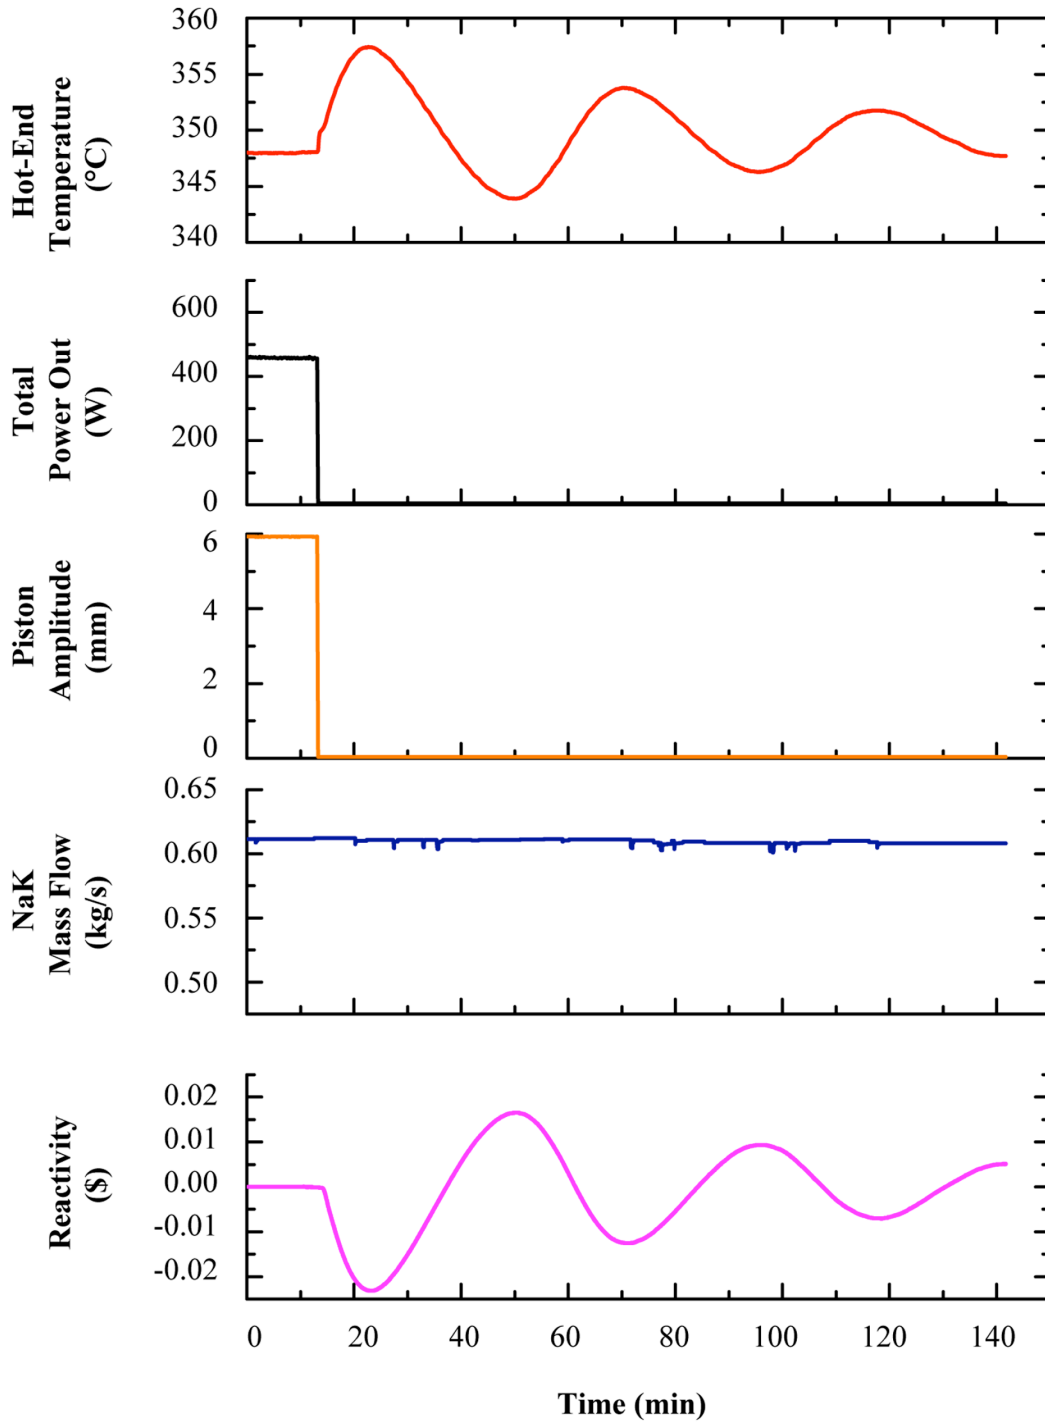 Hot-End
Temperature
(°C)
360
355
350
345
340
Total
Power Out
(W)
600
400
200
0
Piston
Amplitude
(mm)
6
4
2
0
NaK
Mass Flow
(kg/s)
0.65
0.60
0.55
0.50
Reactivity
($)
0.02
0.01
0.00
-0.01
-0.02
0 20 40 60 80 100 120 140
Time (min)